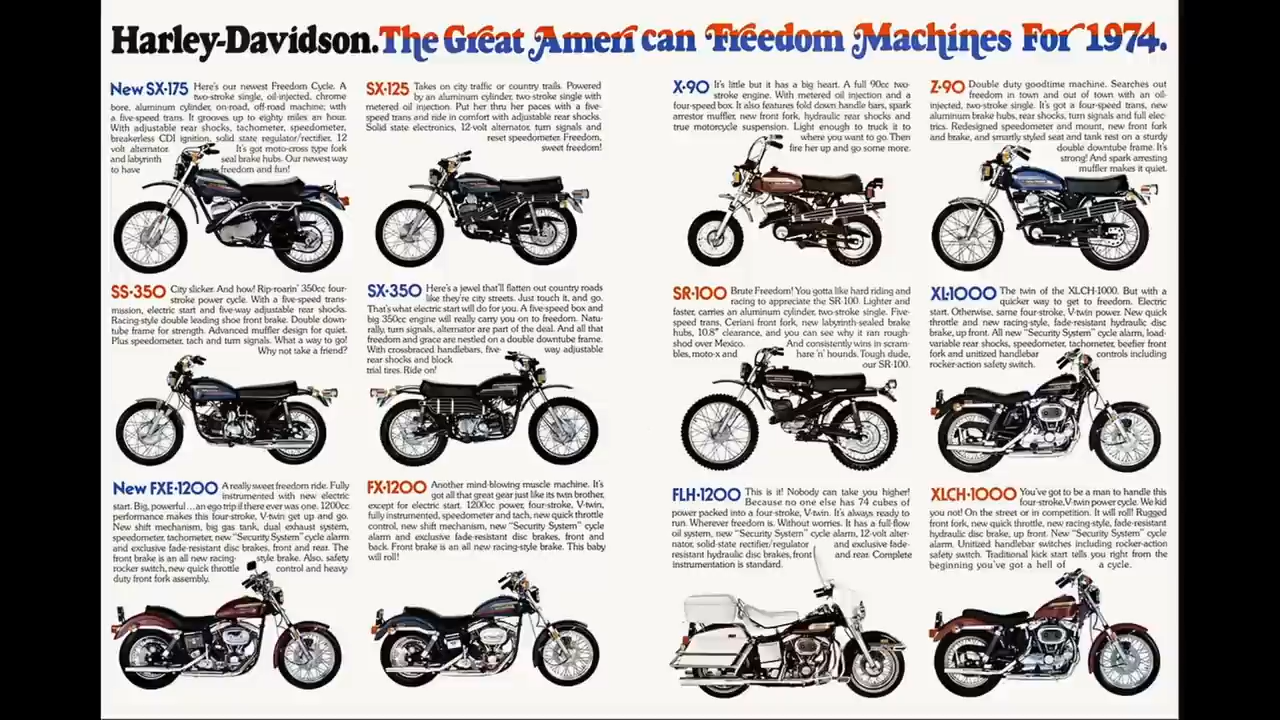 Harley-Davidson. The Great American Freedom Machines For 1974.
New SX·175 Here's our newest Freedom Cycle. A
two-stroke single, oil-injected, chrome
bore, aluminum cylinder, on-road, off-road machine; with
a five-speed trans. It grooves up to eighty miles an hour.
With adjustable rear shocks, tachometer, speedometer,
breakerless CDI ignition, solid state regulator/rectifier, 12
volt alternator. It's got moto-cross type fork
and labyrinth seal brake hubs. Our newest way
to have freedom and fun!
SX·125 Takes on city traffic or country trails. Powered
by an aluminum cylinder, two-stroke single with
metered oil injection. Put her thru her paces with a five-
speed trans and ride in comfort with adjustable rear shocks.
Solid state electronics, 12-volt alternator, turn signals and
reset speedometer. Freedom,
sweet freedom!
X·90 It's little but it has a big heart. A full 90cc two-
stroke engine. With metered oil injection and a
four-speed box. It also features fold down handle bars, spark
arrestor muffler, new front fork, hydraulic rear shocks and
true motorcycle suspension. Light enough to truck it to
where you want to go. Then
fire her up and go some more.
Z·90 Double duty goodtime machine. Searches out
freedom in town and out of town with an oil-
injected, two-stroke single. It's got a four-speed trans, new
aluminum brake hubs, rear shocks, turn signals and full elec-
trics. Redesigned speedometer and mount, new front fork
and brake, and smartly styled seat and tank rest on a sturdy
double downtube frame. It's
strong! And spark arresting
muffler makes it quiet.
SS·350 City slicker. And how! Rip-roarin' 350cc four-
stroke power cycle. With a five-speed trans-
mission, electric start and five-way adjustable rear shocks.
Racing-style double leading shoe front brake. Double down-
tube frame for strength. Advanced muffler design for quiet.
Plus speedometer, tach and turn signals. What a way to go!
Why not take a friend?
SX·350 Here's a jewel that'll flatten out country roads
like they're city streets. Just touch it, and go.
That's what electric start will do for you. A five-speed box and
big 350cc engine will really carry you on to freedom. Natu-
rally, turn signals, alternator are part of the deal. And all that
freedom and grace are nestled on a double downtube frame.
With crossbraced handlebars, five- way adjustable
rear shocks and block
trial tires. Ride on!
SR·100 Brute Freedom! You gotta like hard riding and
racing to appreciate the SR-100. Lighter and
faster, carries an aluminum cylinder, two-stroke single. Five-
speed trans, Ceriani front fork, new labyrinth-sealed brake
hubs, 10.8" clearance, and you can see why it ran rough-
shod over Mexico. And consistently wins in scram-
bles, moto-x and hare 'n' hounds. Tough dude,
our SR-100.
XL·1000 The twin of the XLCH-1000. But with a
quicker way to get to freedom. Electric
start. Otherwise, same four-stroke, V-twin power. New quick
throttle and new racing-style, fade-resistant hydraulic disc
brake, up front. All new "Security System" cycle alarm, load-
variable rear shocks, speedometer, tachometer, beefier front
fork and unitized handlebar controls including
rocker-action safety switch.
New FXE·1200 A really sweet freedom ride. Fully
instrumented with new electric
start. Big, powerful...an ego trip if there ever was one. 1200cc
performance makes this four-stroke, V-twin get up and go.
New shift mechanism, big gas tank, dual exhaust system,
speedometer, tachometer, new "Security System" cycle alarm
and exclusive fade-resistant disc brakes, front and rear. The
front brake is an all new racing- style brake. Also, safety
rocker switch, new quick throttle control and heavy
duty front fork assembly.
FX·1200 Another mind-blowing muscle machine. It's
got all that great gear just like its twin brother,
except for electric start. 1200cc power, four-stroke, V-twin,
fully instrumented, speedometer and tach, new quick throttle
control, new shift mechanism, new "Security System" cycle
alarm and exclusive fade-resistant disc brakes, front and
back. Front brake is an all new racing-style brake. This baby
will roll!
FLH·1200 This is it! Nobody can take you higher!
Because no one else has 74 cubes of
power packed into a four-stroke, V-twin. It's always ready to
run. Wherever freedom is. Without worries. It has a full-flow
oil system, new "Security System" cycle alarm, 12-volt alter-
nator, solid-state rectifier/regulator and exclusive fade-
resistant hydraulic disc brakes, front and rear. Complete
instrumentation is standard.
XLCH·1000 You've got to be a man to handle this
four-stroke, V-twin power cycle. We kid
you not! On the street or in competition. It will roll! Rugged
front fork, new quick throttle, new racing-style, fade-resistant
hydraulic disc brake, up front. New "Security System" cycle
alarm. Unitized handlebar switches including rocker-action
safety switch. Traditional kick start tells you right from the
beginning you've got a hell of a cycle.